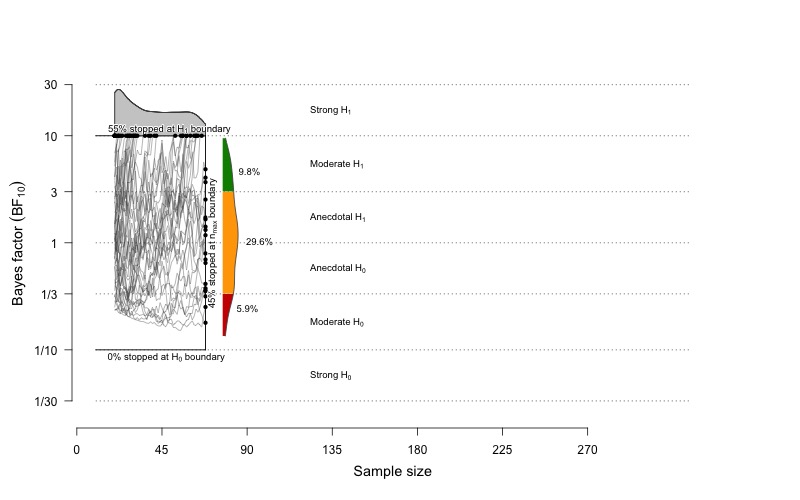 30
10
3
1
1/3
1/10
1/30
Bayes factor (BF₁₀)
Strong H₁
Moderate H₁
Anecdotal H₁
Anecdotal H₀
Moderate H₀
Strong H₀
55% stopped at H₁ boundary
45% stopped at nmax boundary
0% stopped at H₀ boundary
9.8%
29.6%
5.9%
0
45
90
135
180
225
270
Sample size